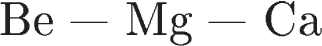 Be — Mg — Ca